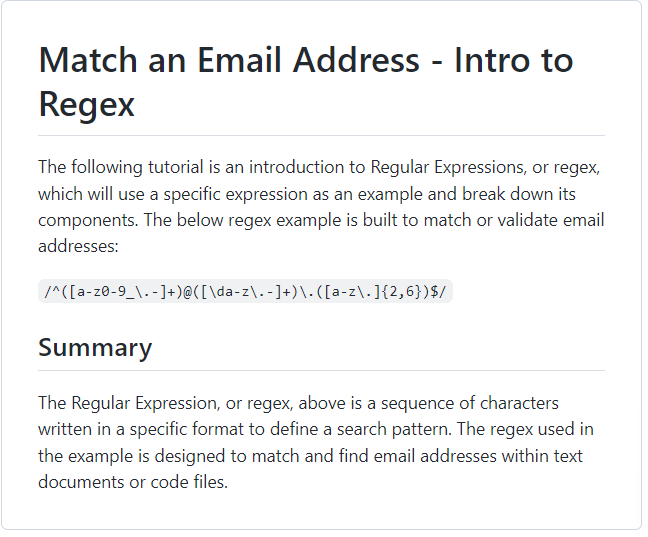 Match an Email Address - Intro to
Regex
The following tutorial is an introduction to Regular Expressions, or regex,
which will use a specific expression as an example and break down its
components. The below regex example is built to match or validate email
addresses:
/^([a-z0-9_\.-]+)@([\da-z\.-]+)\.([a-z\.]{2,6})$/
Summary
The Regular Expression, or regex, above is a sequence of characters
written in a specific format to define a search pattern. The regex used in
the example is designed to match and find email addresses within text
documents or code files.